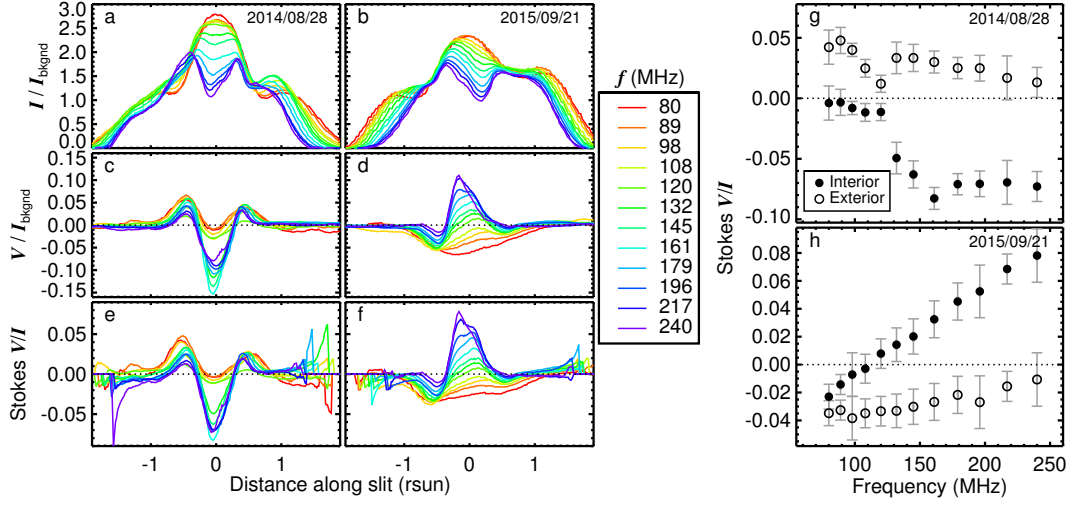 a
2014/08/28
3.0
2.5
2.0
1.5
1.0
0.5
0.0
I / I_bkgnd
b
2015/09/21
c
0.15
0.10
0.05
0.00
-0.05
-0.10
-0.15
V / I_bkgnd
d
e
0.05
0.00
-0.05
Stokes V/I
f
-1 0 1
-1 0 1
Distance along slit (rsun)
f (MHz)
80
89
98
108
120
132
145
161
179
196
217
240
g
2014/08/28
0.05
0.00
-0.05
-0.10
Interior
Exterior
Stokes V/I
h
2015/09/21
0.08
0.06
0.04
0.02
0.00
-0.02
-0.04
100 150 200 250
Frequency (MHz)